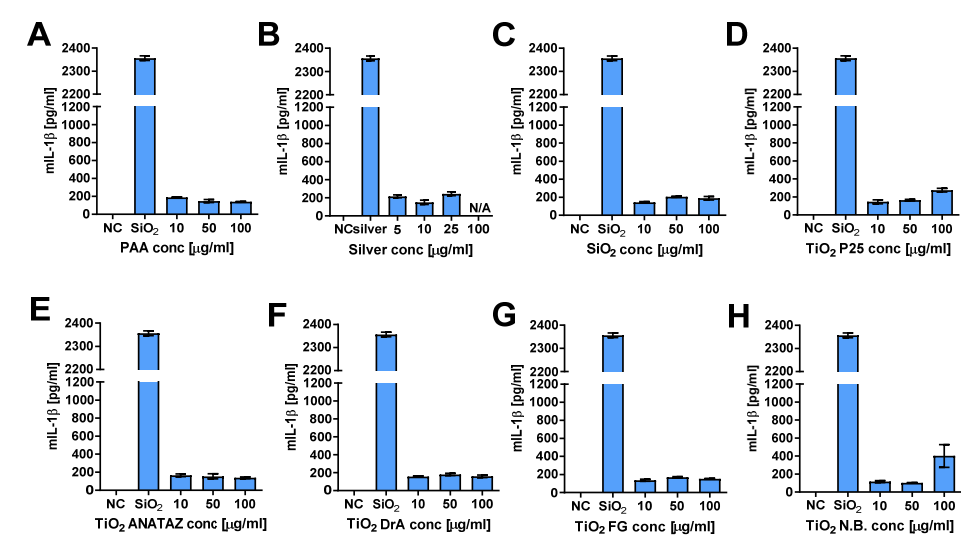 A
mIL-1β [pg/ml]
2400
2300
2200
1200
1000
800
600
400
200
0
NC SiO₂ 10 50 100
PAA conc [μg/ml]
B
mIL-1β [pg/ml]
2400
2300
2200
1200
1000
800
600
400
200
0
N/A
NC silver 5 10 25 100
Silver conc [μg/ml]
C
mIL-1β [pg/ml]
2400
2300
2200
1200
1000
800
600
400
200
0
NC SiO₂ 10 50 100
SiO₂ conc [μg/ml]
D
mIL-1β [pg/ml]
2400
2300
2200
1200
1000
800
600
400
200
0
NC SiO₂ 10 50 100
TiO₂ P25 conc [μg/ml]
E
mIL-1β [pg/ml]
2400
2300
2200
1200
1000
800
600
400
200
0
NC SiO₂ 10 50 100
TiO₂ ANATAZ conc [μg/ml]
F
mIL-1β [pg/ml]
2400
2300
2200
1200
1000
800
600
400
200
0
NC SiO₂ 10 50 100
TiO₂ DrA conc [μg/ml]
G
mIL-1β [pg/ml]
2400
2300
2200
1200
1000
800
600
400
200
0
NC SiO₂ 10 50 100
TiO₂ FG conc [μg/ml]
H
mIL-1β [pg/ml]
2400
2300
2200
1200
1000
800
600
400
200
0
NC SiO₂ 10 50 100
TiO₂ N.B. conc [μg/ml]